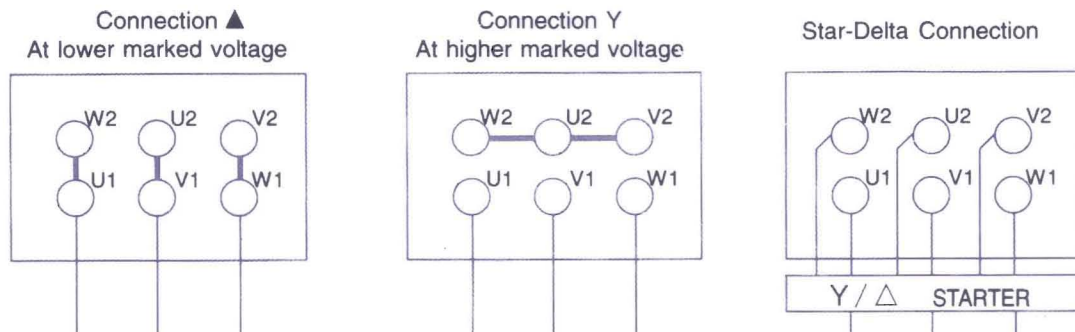 Connection ▲
At lower marked voltage
W2 U2 V2
U1 V1 W1
Connection Y
At higher marked voltage
W2 U2 V2
U1 V1 W1
Star-Delta Connection
W2 U2 V2
U1 V1 W1
Y / △ STARTER